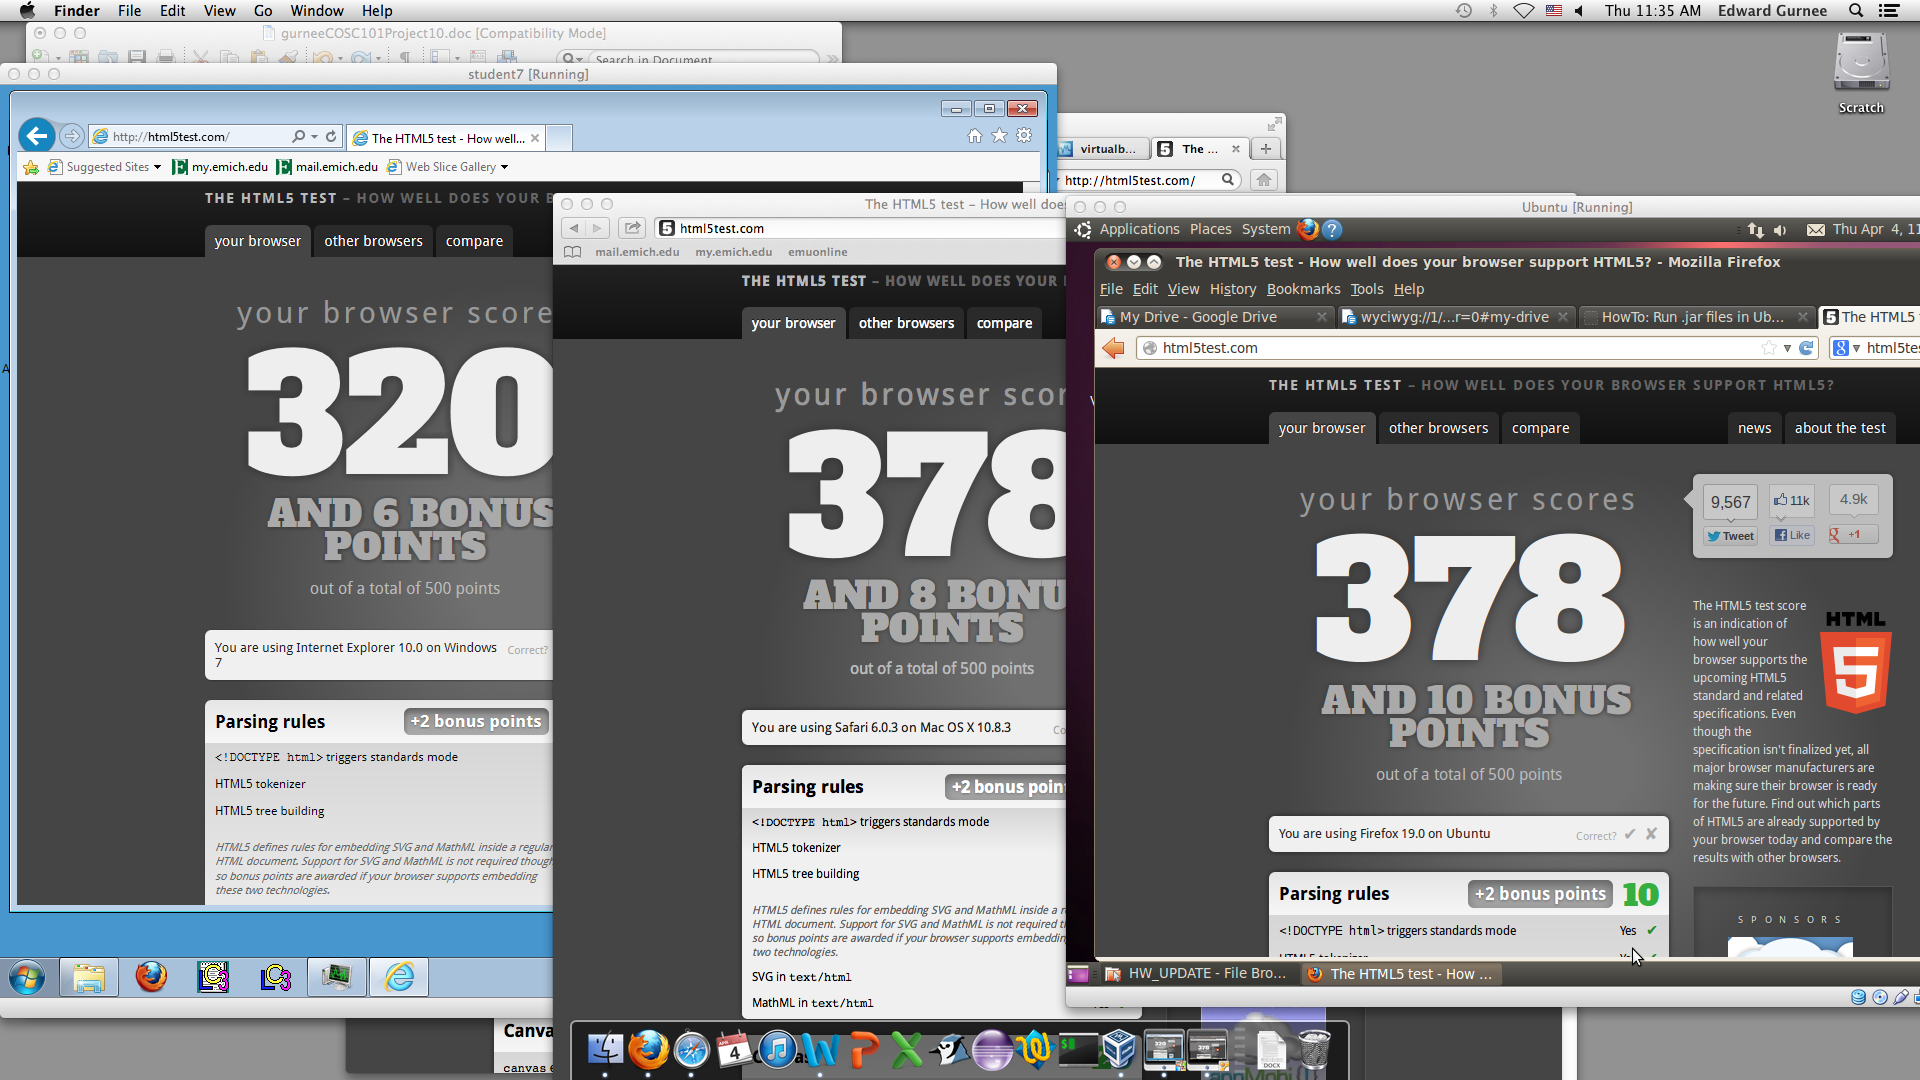 Finder File Edit View Go Window Help
Thu 11:35 AM Edward Gurnee
gurneeCOSC101Project10.doc [Compatibility Mode]
Search in Document
Scratch
student7 [Running]
http://html5test.com/
The HTML5 test - How well...
Suggested Sites
my.emich.edu
mail.emich.edu
Web Slice Gallery
THE HTML5 TEST – HOW WELL DOES YOUR
your browser
other browsers
compare
your browser score
320
AND 6 BONUS
POINTS
out of a total of 500 points
You are using Internet Explorer 10.0 on Windows
7
Correct?
Parsing rules
+2 bonus points
<!DOCTYPE html> triggers standards mode
HTML5 tokenizer
HTML5 tree building
HTML5 defines rules for embedding SVG and MathML inside a regular
HTML document. Support for SVG and MathML is not required though,
so bonus points are awarded if your browser supports embedding
these two technologies.
Canva
canvas e
virtualb...
The ...
http://html5test.com/
The HTML5 test – How well does
html5test.com
mail.emich.edu my.emich.edu emuonline
THE HTML5 TEST – HOW WELL DOES YOUR
your browser
other browsers
compare
your browser scor
378
AND 8 BONU
POINTS
out of a total of 500 points
You are using Safari 6.0.3 on Mac OS X 10.8.3
Co
Parsing rules
+2 bonus poin
<!DOCTYPE html> triggers standards mode
HTML5 tokenizer
HTML5 tree building
HTML5 defines rules for embedding SVG and MathML inside a r
HTML document. Support for SVG and MathML is not required th
so bonus points are awarded if your browser supports embedding
two technologies.
SVG in text/html
MathML in text/html
Ubuntu [Running]
Applications Places System
Thu Apr 4, 11
The HTML5 test - How well does your browser support HTML5? - Mozilla Firefox
File Edit View History Bookmarks Tools Help
My Drive - Google Drive
wyciwyg://1/...r=0#my-drive
HowTo: Run .jar files in Ub...
The HTML5
html5test.com
html5tes
THE HTML5 TEST – HOW WELL DOES YOUR BROWSER SUPPORT HTML5?
your browser
other browsers
compare
news
about the test
your browser scores
378
AND 10 BONUS
POINTS
out of a total of 500 points
9,567
11k
4.9k
Tweet
Like
+1
The HTML5 test score
is an indication of
how well your
browser supports the
upcoming HTML5
standard and related
specifications. Even
though the
specification isn't finalized yet, all
major browser manufacturers are
making sure their browser is ready
for the future. Find out which parts
of HTML5 are already supported by
your browser today and compare the
results with other browsers.
HTML
5
You are using Firefox 19.0 on Ubuntu
Correct?
Parsing rules
+2 bonus points
10
<!DOCTYPE html> triggers standards mode
Yes
SPONSORS
HW_UPDATE - File Bro...
The HTML5 test - How ...
APR
4
DOCX